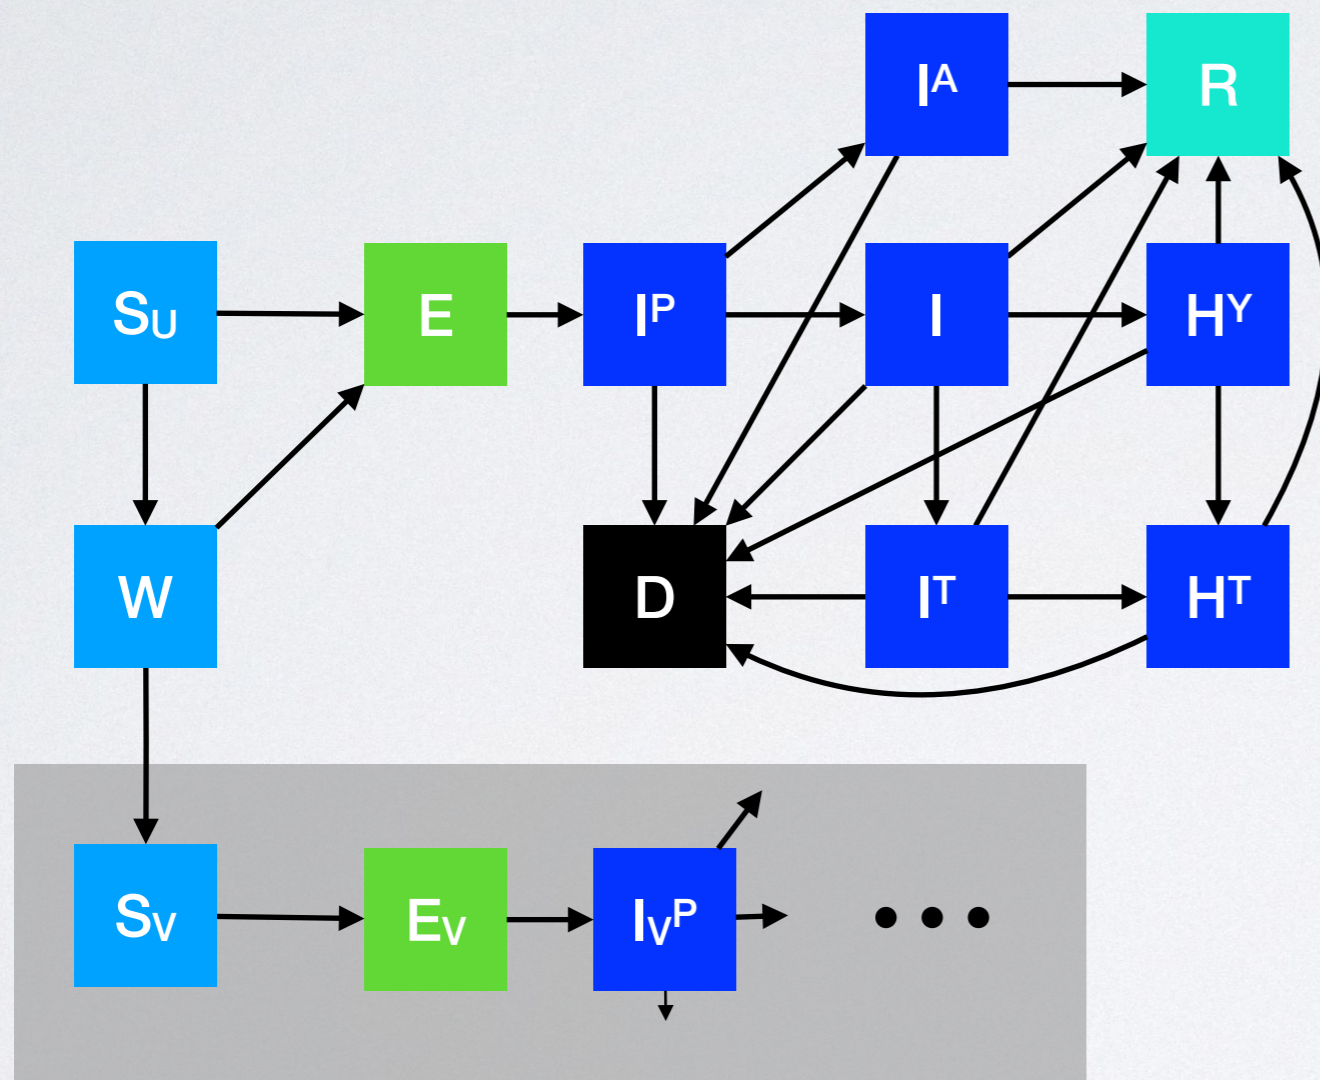 Iᴬ R
Sᵤ E Iᴾ I Hʸ
W D Iᵀ Hᵀ
Sᵥ Eᵥ Iᵥᴾ •••